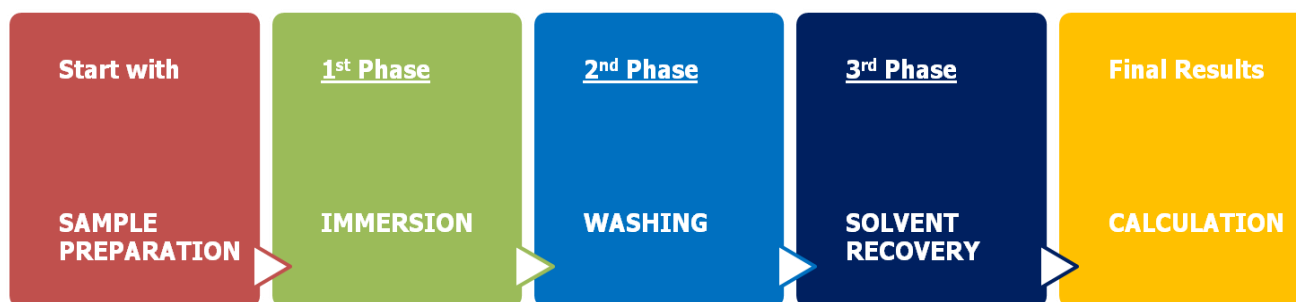 Start with
SAMPLE
PREPARATION
1st Phase
IMMERSION
2nd Phase
WASHING
3rd Phase
SOLVENT
RECOVERY
Final Results
CALCULATION